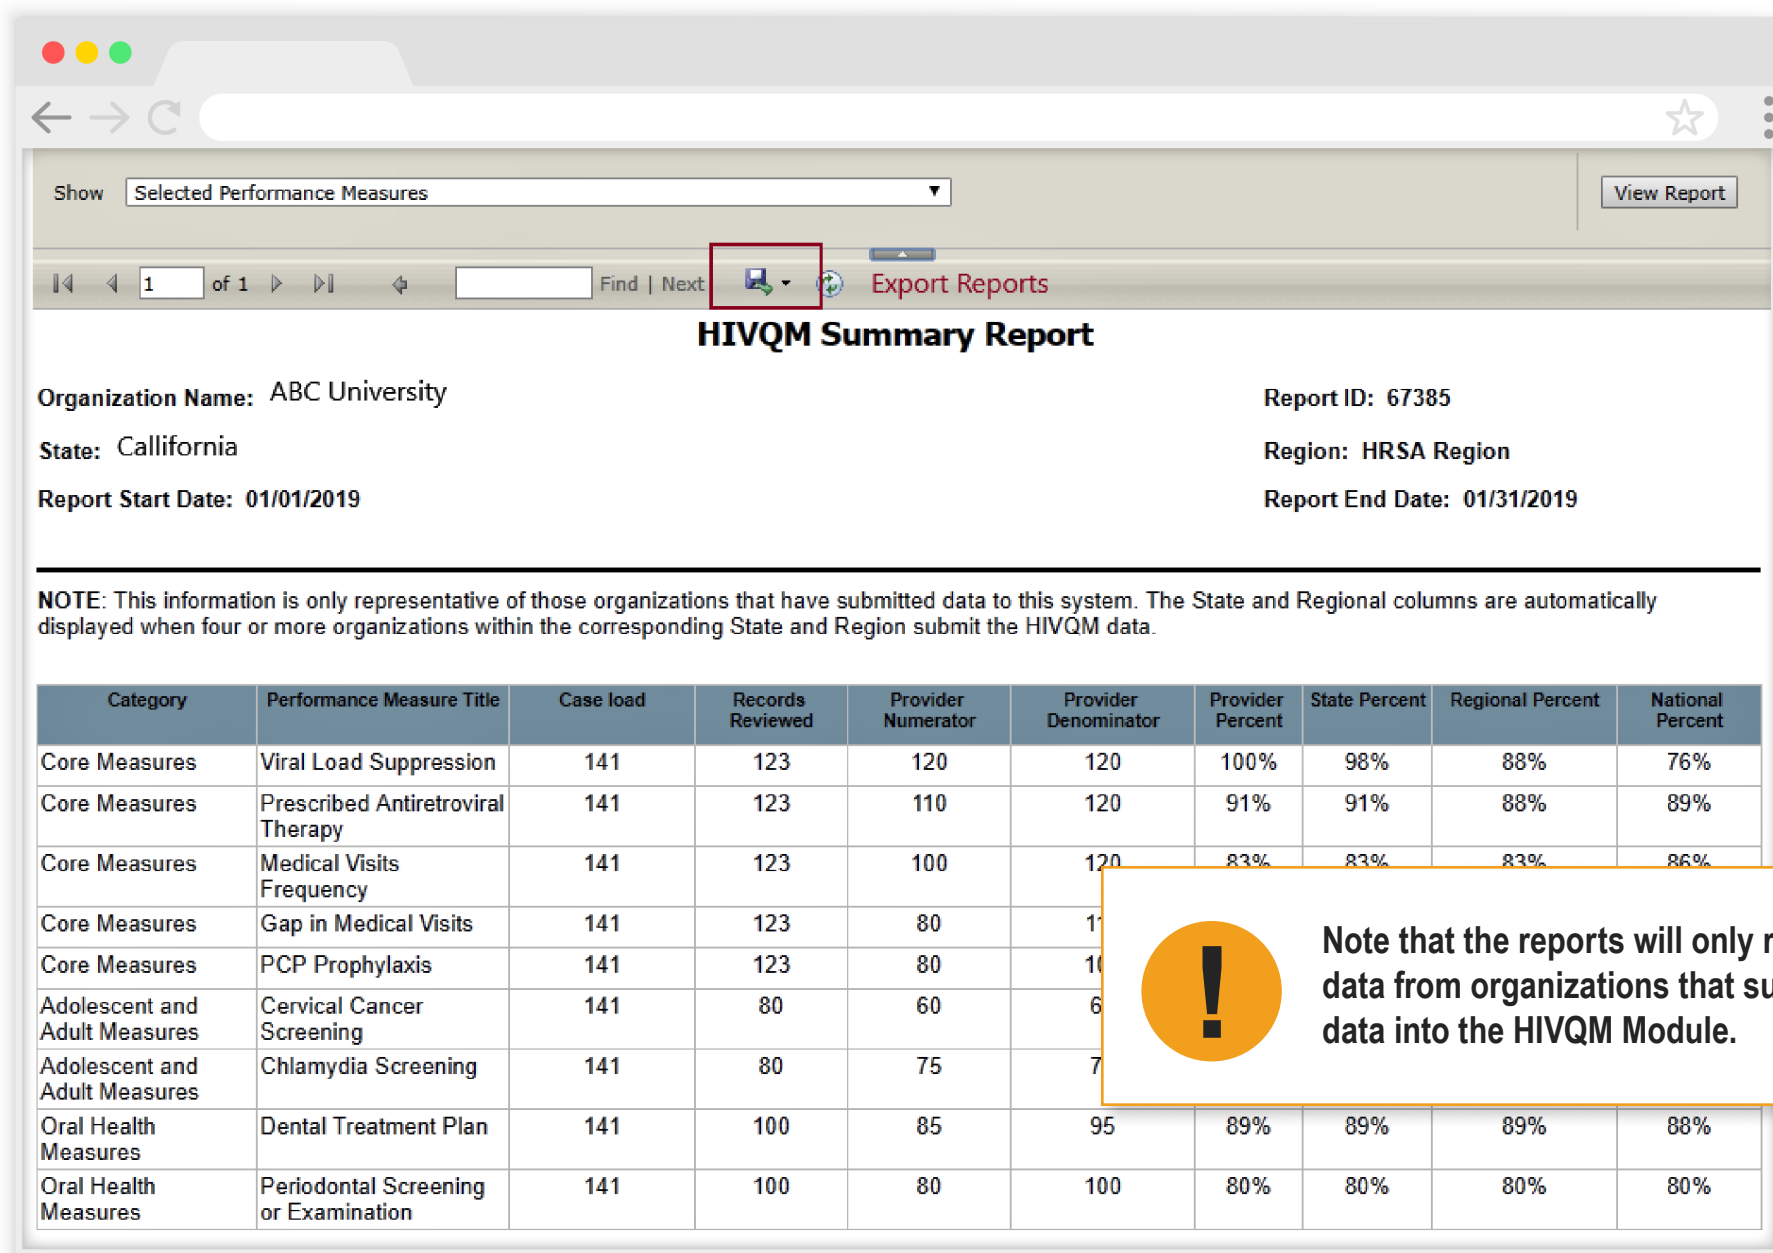 Show Selected Performance Measures View Report
1 of 1 Find | Next Export Reports
HIVQM Summary Report
Organization Name: ABC University Report ID: 67385
State: Callifornia Region: HRSA Region
Report Start Date: 01/01/2019 Report End Date: 01/31/2019
NOTE: This information is only representative of those organizations that have submitted data to this system. The State and Regional columns are automatically
displayed when four or more organizations within the corresponding State and Region submit the HIVQM data.
Category Performance Measure Title Case load Records Provider Provider Provider State Percent Regional Percent National
Reviewed Numerator Denominator Percent Percent
Core Measures Viral Load Suppression 141 123 120 120 100% 98% 88% 76%
Core Measures Prescribed Antiretroviral 141 123 110 120 91% 91% 88% 89%
Therapy
Core Measures Medical Visits 141 123 100 120 83% 83% 83% 86%
Frequency
Core Measures Gap in Medical Visits 141 123 80
Core Measures PCP Prophylaxis 141 123 80
Adolescent and Cervical Cancer 141 80 60
Adult Measures Screening
Adolescent and Chlamydia Screening 141 80 75
Adult Measures
Note that the reports will only
data from organizations that
data into the HIVQM Module.
Oral Health Dental Treatment Plan 141 100 85 95 89% 89% 89% 88%
Measures
Oral Health Periodontal Screening 141 100 80 100 80% 80% 80% 80%
Measures or Examination